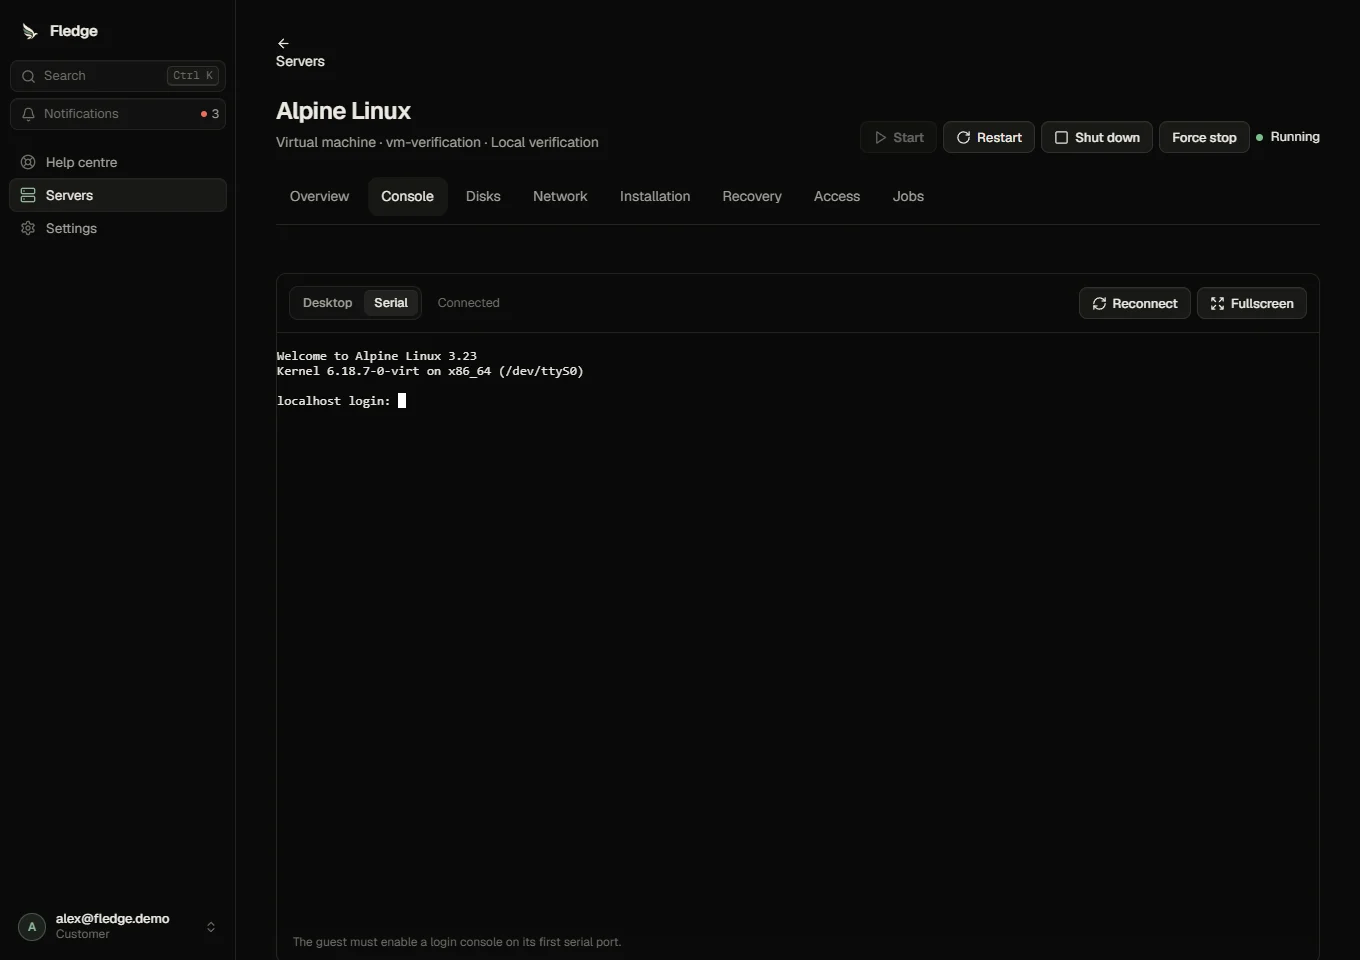 Fledge
Search
Ctrl K
Notifications
3
Help centre
Servers
Settings
Servers
Alpine Linux
Virtual machine · vm-verification · Local verification
Start
Restart
Shut down
Force stop
Running
Overview
Console
Disks
Network
Installation
Recovery
Access
Jobs
Desktop
Serial
Connected
Reconnect
Fullscreen
Welcome to Alpine Linux 3.23
Kernel 6.18.7-0-virt on x86_64 (/dev/ttyS0)
localhost login:
The guest must enable a login console on its first serial port.
A
alex@fledge.demo
Customer